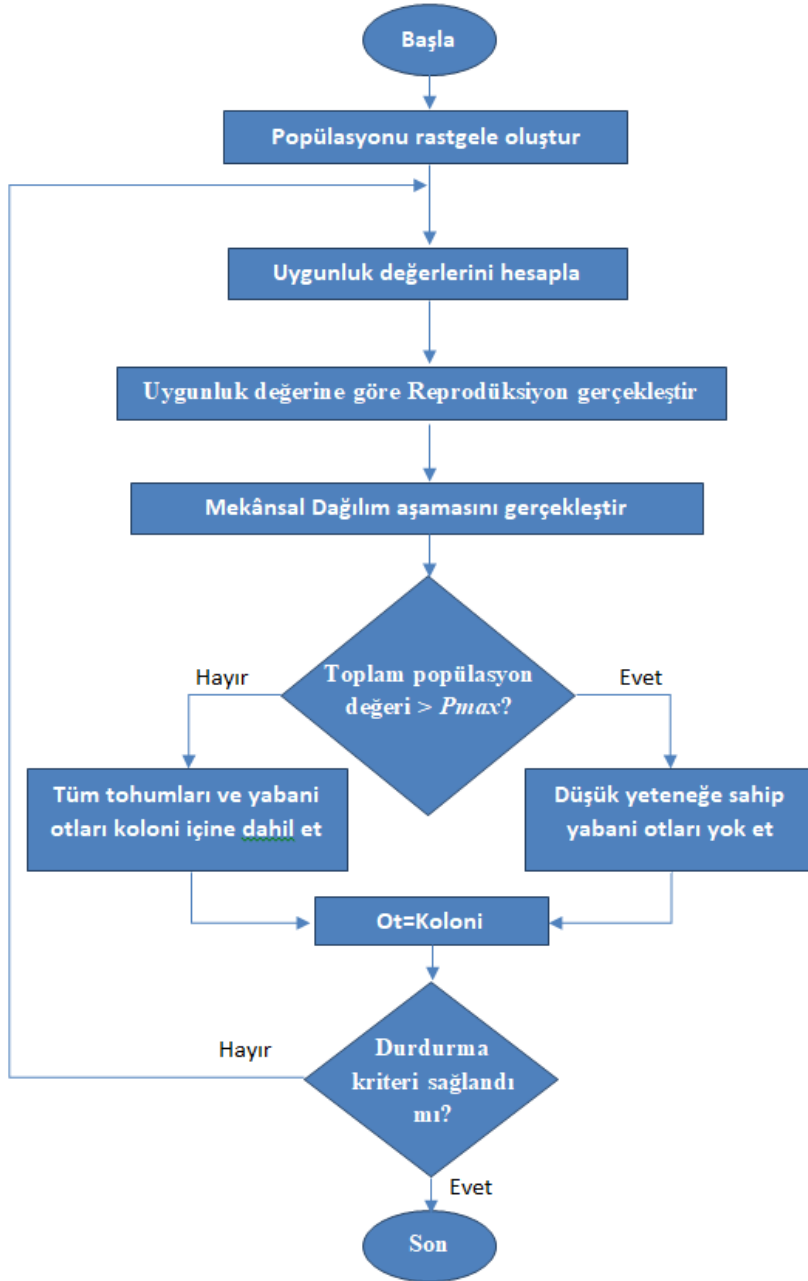 Başla
Popülasyonu rastgele oluştur
Uygunluk değerlerini hesapla
Uygunluk değerine göre Reprodüksiyon gerçekleştir
Mekânsal Dağılım aşamasını gerçekleştir
Hayır
Toplam popülasyon
değeri > Pmax?
Evet
Tüm tohumları ve yabani
otları koloni içine dahil et
Düşük yeteneğe sahip
yabani otları yok et
Ot=Koloni
Hayır
Durdurma
kriteri sağlandı
mı?
Evet
Son